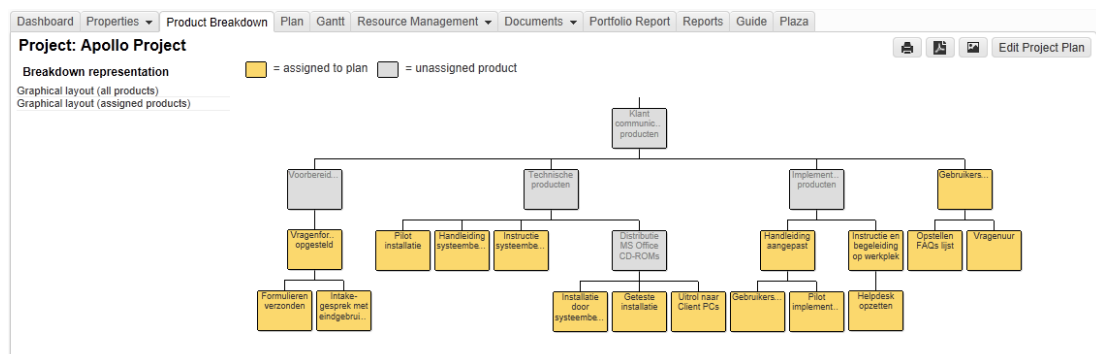 Dashboard Properties Product Breakdown Plan Gantt Resource Management Documents Portfolio Report Reports Guide Plaza
Project: Apollo Project
Edit Project Plan
Breakdown representation
Graphical layout (all products)
Graphical layout (assigned products)
= assigned to plan = unassigned product
Klant
communic...
producten
Voorbereid...
Technische
producten
Implement...
producten
Gebruikers...
Vragenfor...
opgesteld
Pilot
installatie
Handleiding
systeembe...
Instructie
systeembe...
Distributie
MS Office
CD-ROMs
Handleiding
aangepast
Instructie en
begeleiding
op werkplek
Opstellen
FAQs lijst
Vragenuur
Formulieren
verzonden
Intake-
gesprek met
eindgebrui...
Installatie
door
systeembe...
Geteste
installatie
Uitrol naar
Client PCs
Gebruikers...
Pilot
implement...
Helpdesk
opzetten